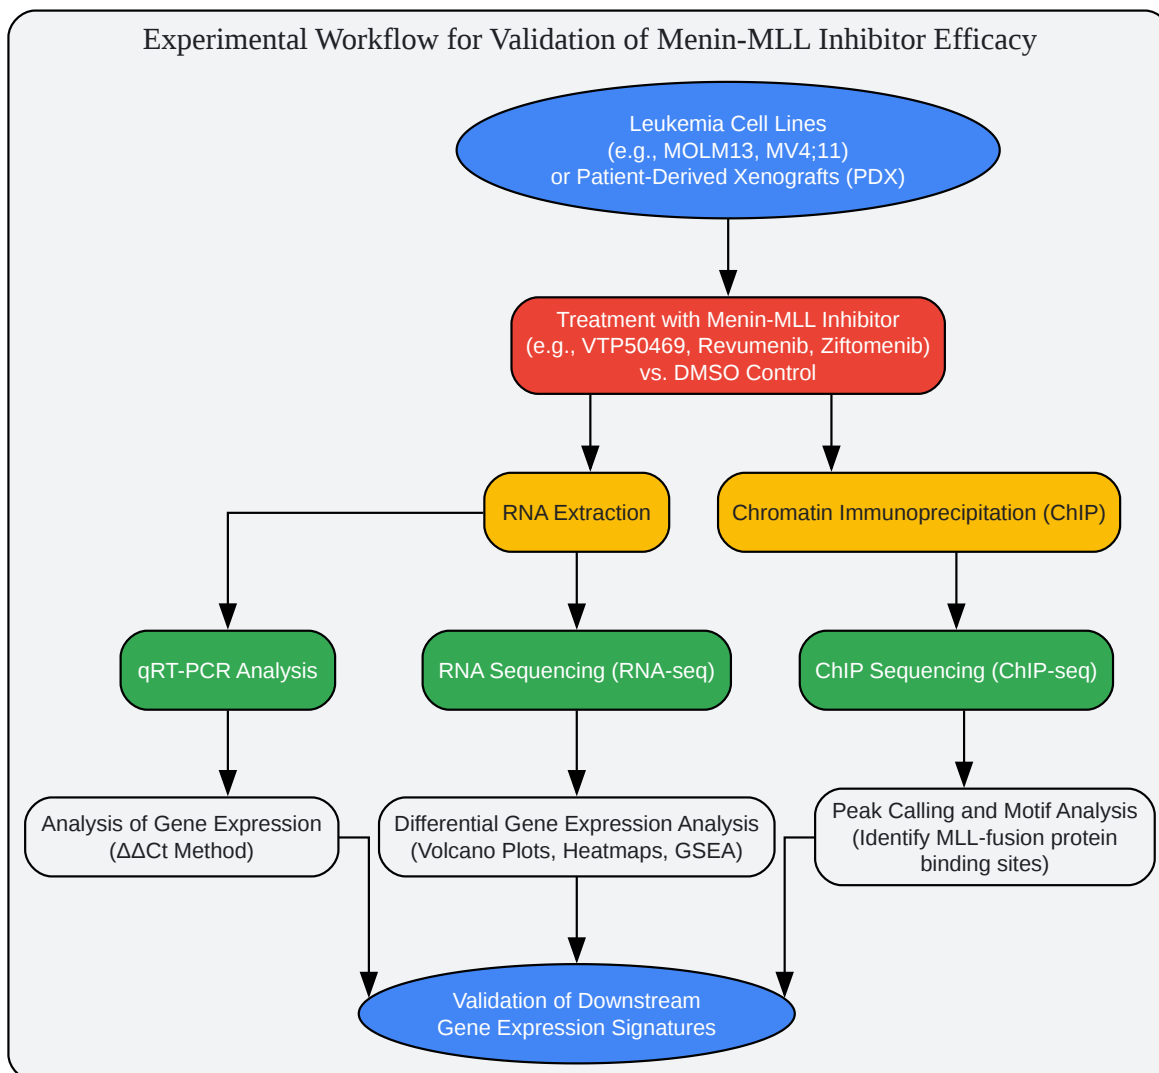 Experimental Workflow for Validation of Menin-MLL Inhibitor Efficacy
Leukemia Cell Lines
(e.g., MOLM13, MV4;11)
or Patient-Derived Xenografts (PDX)
Treatment with Menin-MLL Inhibitor
(e.g., VTP50469, Revumenib, Ziftomenib)
vs. DMSO Control
RNA Extraction
Chromatin Immunoprecipitation (ChIP)
qRT-PCR Analysis
RNA Sequencing (RNA-seq)
ChIP Sequencing (ChIP-seq)
Analysis of Gene Expression
(ΔΔCt Method)
Differential Gene Expression Analysis
(Volcano Plots, Heatmaps, GSEA)
Peak Calling and Motif Analysis
(Identify MLL-fusion protein
binding sites)
Validation of Downstream
Gene Expression Signatures